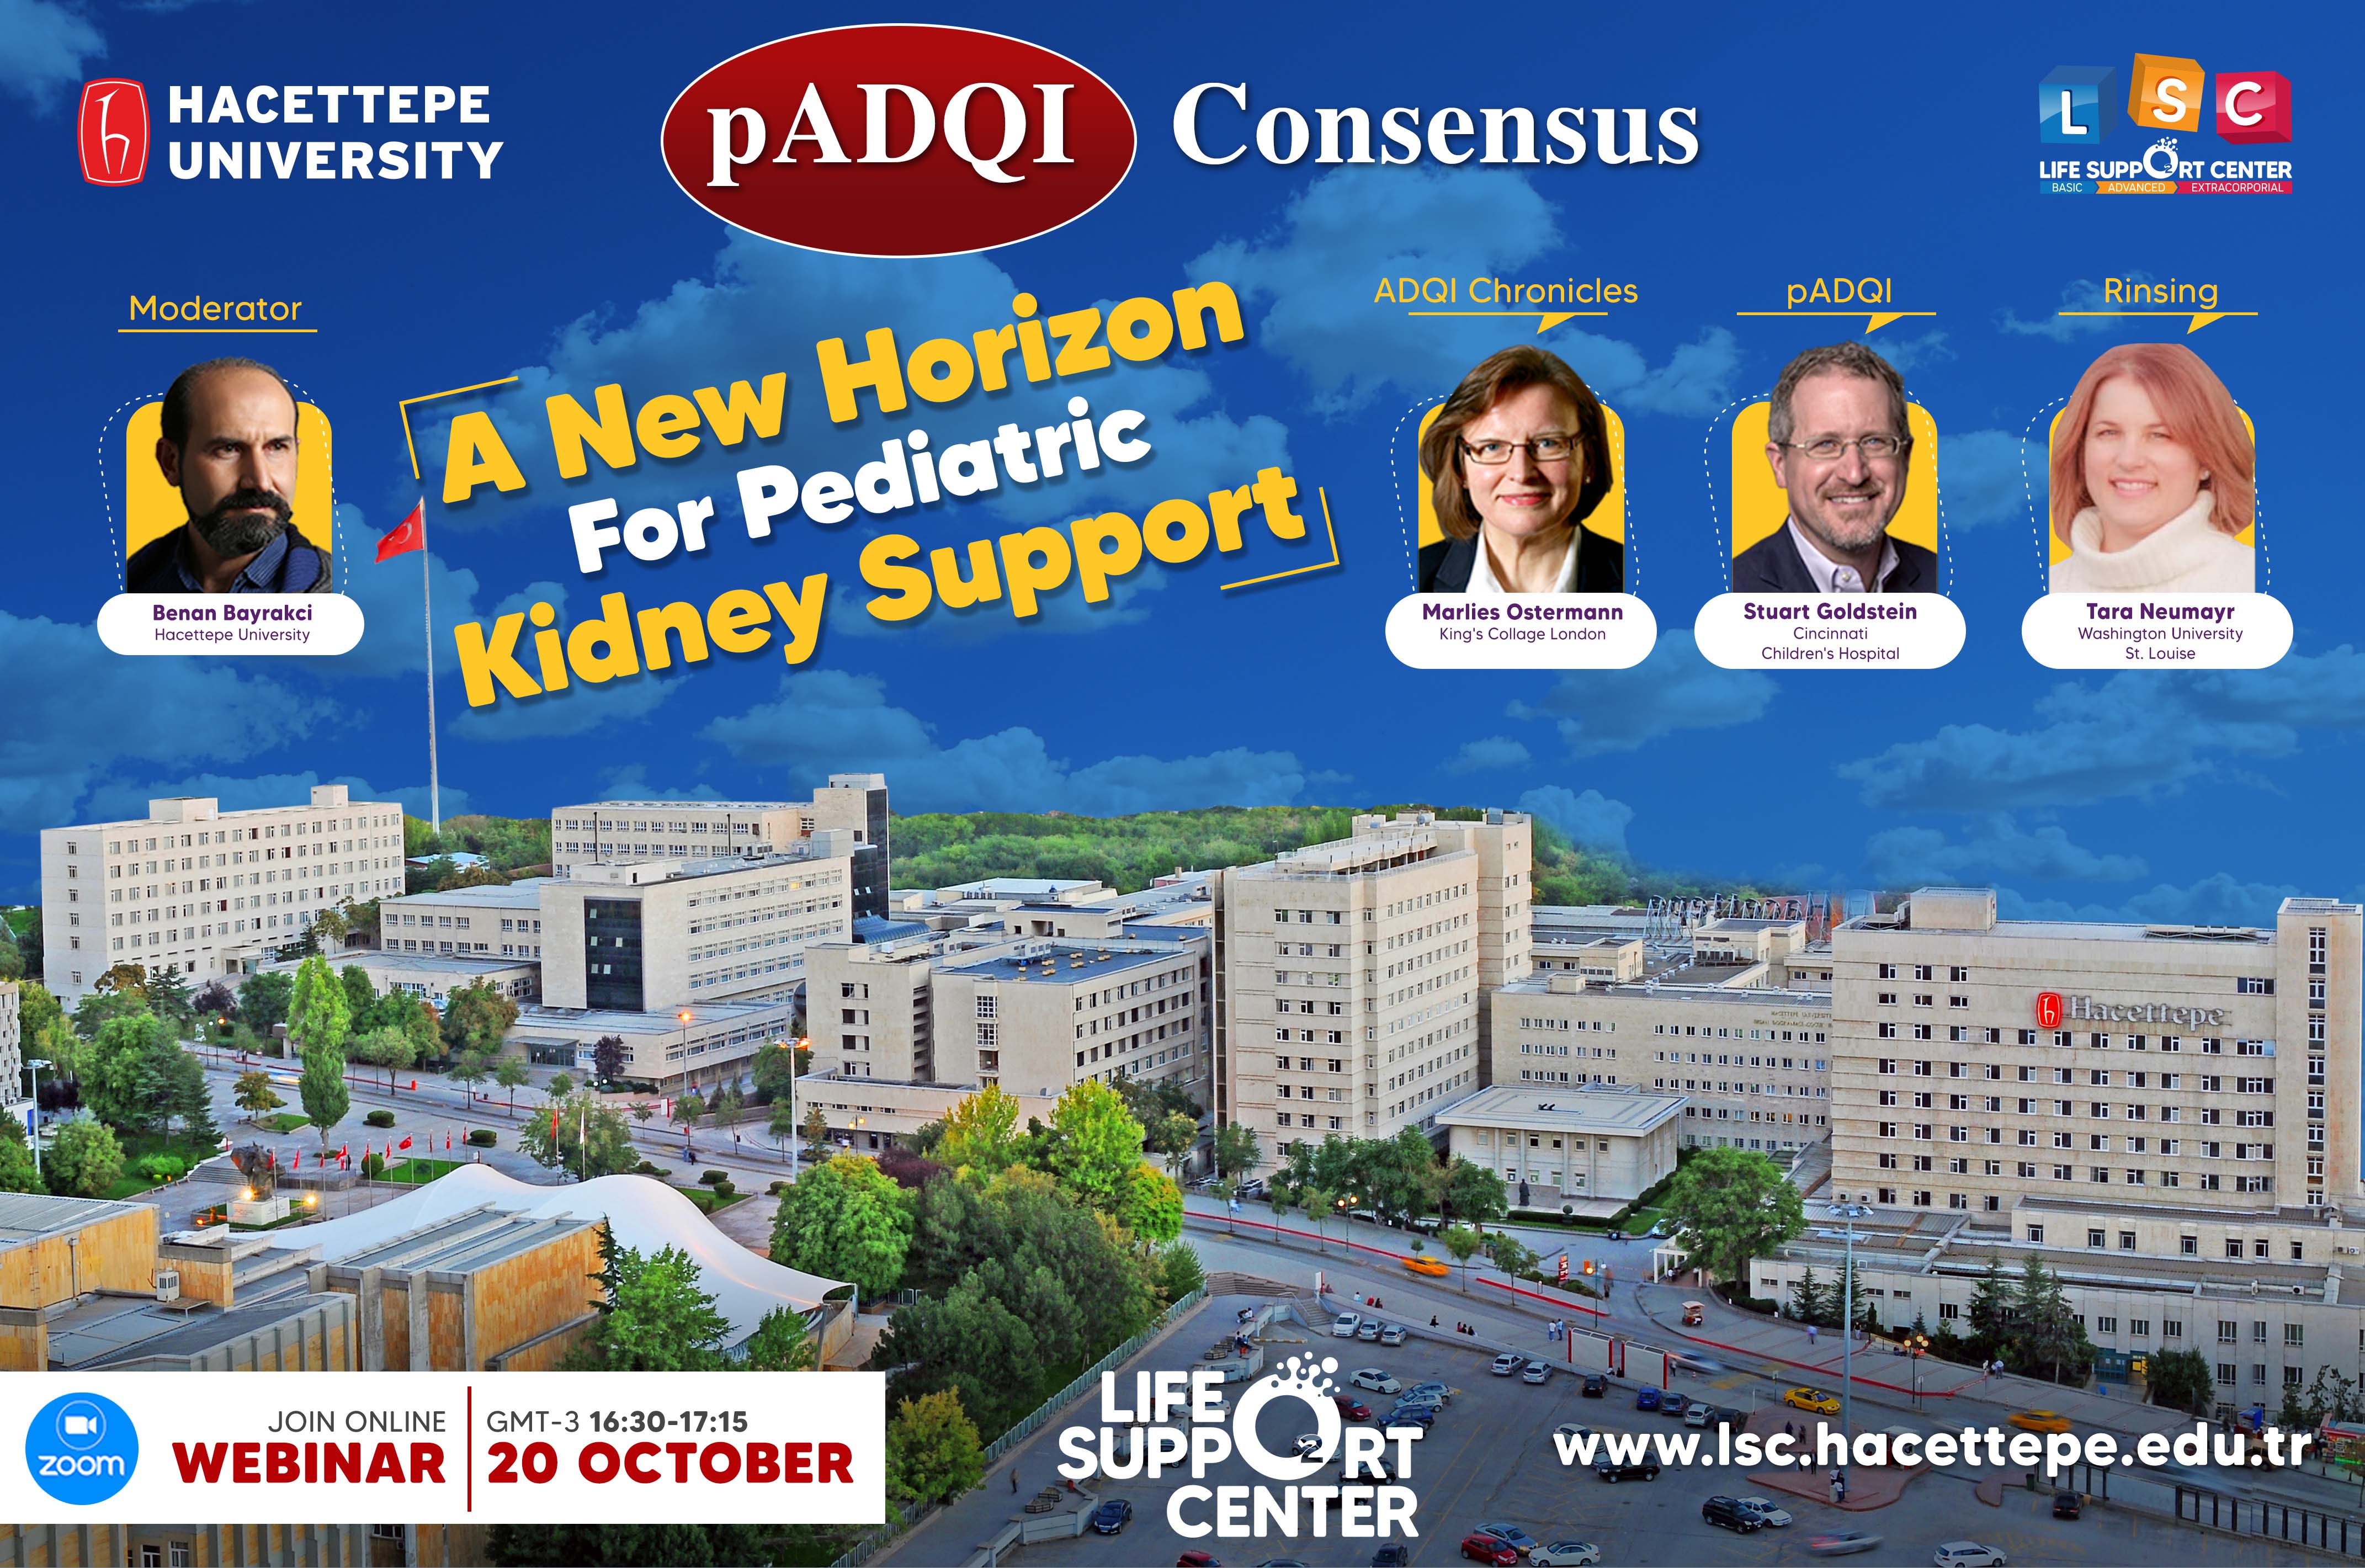 HACETTEPE
UNIVERSITY
pADQI Consensus
L S C
LIFE SUPPORT CENTER
BASIC ADVANCED EXTRACORPORIAL
Moderator
Benan Bayrakci
Hacettepe University
A New Horizon
For Pediatric
Kidney Support
ADQI Chronicles
Marlies Ostermann
King's Collage London
pADQI
Stuart Goldstein
Cincinnati
Children's Hospital
Rinsing
Tara Neumayr
Washington University
St. Louise
Hacettepe
zoom
JOIN ONLINE
WEBINAR
GMT-3 16:30-17:15
20 OCTOBER
LIFE
SUPPORT
CENTER
www.lsc.hacettepe.edu.tr